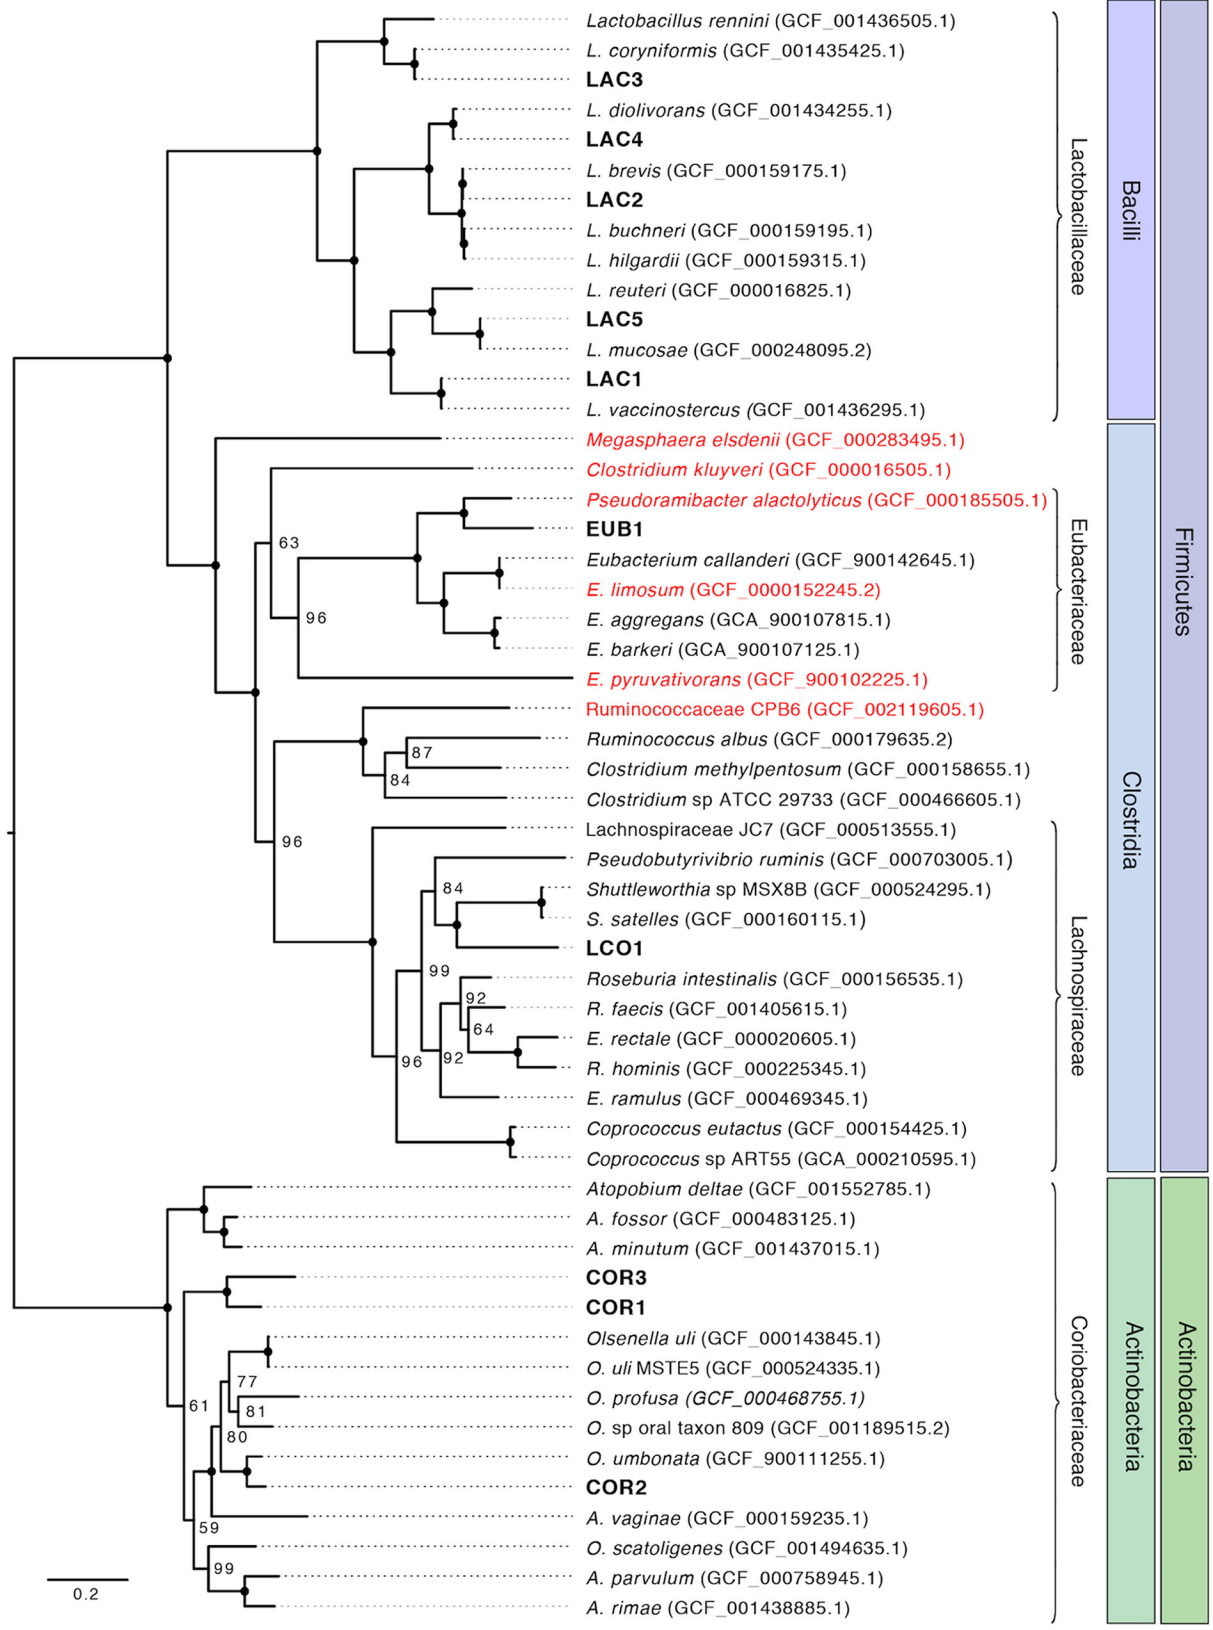 Lactobacillus rennini (GCF_001436505.1)
L. coryniformis (GCF_001435425.1)
LAC3
L. diolivorans (GCF_001434255.1)
LAC4
L. brevis (GCF_000159175.1)
LAC2
L. buchneri (GCF_000159195.1)
L. hilgardii (GCF_000159315.1)
L. reuteri (GCF_000016825.1)
LAC5
L. mucosae (GCF_000248095.2)
LAC1
L. vaccinostercus (GCF_001436295.1)
Lactobacillaceae
Bacilli
Megasphaera elsdenii (GCF_000283495.1)
Clostridium kluyveri (GCF_000016505.1)
Pseudoramibacter alactolyticus (GCF_000185505.1)
EUB1
63
Eubacterium callanderi (GCF_900142645.1)
E. limosum (GCF_0000152245.2)
96
E. aggregans (GCA_900107815.1)
E. barkeri (GCA_900107125.1)
E. pyruvativorans (GCF_900102225.1)
Eubacteriaceae
Firmicutes
Ruminococcaceae CPB6 (GCF_002119605.1)
Ruminococcus albus (GCF_000179635.2)
87
Clostridium methylpentosum (GCF_000158655.1)
84
Clostridium sp ATCC 29733 (GCF_000466605.1)
Clostridia
96
Lachnospiraceae JC7 (GCF_000513555.1)
Pseudobutyrivibrio ruminis (GCF_000703005.1)
84
Shuttleworthia sp MSX8B (GCF_000524295.1)
S. satelles (GCF_000160115.1)
LCO1
99
Roseburia intestinalis (GCF_000156535.1)
92
R. faecis (GCF_001405615.1)
64
E. rectale (GCF_000020605.1)
96
92
R. hominis (GCF_000225345.1)
E. ramulus (GCF_000469345.1)
Coprococcus eutactus (GCF_000154425.1)
Coprococcus sp ART55 (GCA_000210595.1)
Lachnospiraceae
Atopobium deltae (GCF_001552785.1)
A. fossor (GCF_000483125.1)
A. minutum (GCF_001437015.1)
COR3
COR1
Olsenella uli (GCF_000143845.1)
O. uli MSTE5 (GCF_000524335.1)
77
O. profusa (GCF_000468755.1)
61
81
O. sp oral taxon 809 (GCF_001189515.2)
80
O. umbonata (GCF_900111255.1)
COR2
A. vaginae (GCF_000159235.1)
59
O. scatoligenes (GCF_001494635.1)
99
A. parvulum (GCF_000758945.1)
A. rimae (GCF_001438885.1)
Coriobacteriaceae
Actinobacteria
Actinobacteria
0.2